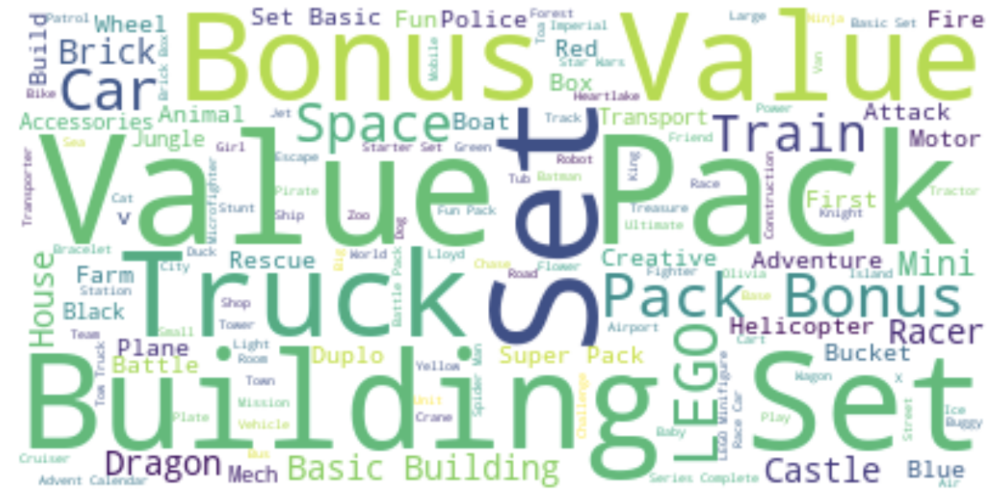 Patrol
Wheel
Build
Brick
Car
Bike
Brick Box
Bonus Value
Set Basic
Fun
Police
Forest
Toa
Imperial
Mobile
Red
Star Wars
Box
Heartlake
Large
Ninja
Basic Set
Fire
Van
Accessories
Animal
Jet
Space
Boat
Track
Transport
Power
Train
Attack
Motor
Sea
Jungle
Girl
Starter Set
Green
Escape
Friend
Value Pack
Set
Transporter
Cat
v
Microfighter
Stunt
Pirate
Ship
Zoo
Dog
Fun Pack
Tub
Batman
Robot
King
Race
Treasure
Ultimate
Construction
First
Knight
Tractor
Bracelet
Duck
City
Rescue
Big
World
Battle Pack
Lloyd
Chase
Road
Flower
Creative
Fighter
Adventure
Mini
House
Farm
Station
Black
Truck
Shop
Tower
Small
Team
Olivia
Island
Pack Bonus
Base
Airport
Helicopter
Racer
Cart
Plane
Battle
Tow Truck
Light
Room
Duplo
Yellow
Spider Man
Super Pack
LEGO
LEGO Minifigure
Bucket
Building Set
Town
Mission
Vehicle
Plate
Unit
Crane
Challenge
Baby
Race Car
Wagon
x
Play
Street
Ice
Buggy
Cruiser
Dragon
Bus
Mech
Basic Building
Advent Calendar
Series Complete
Castle
Blue
Air